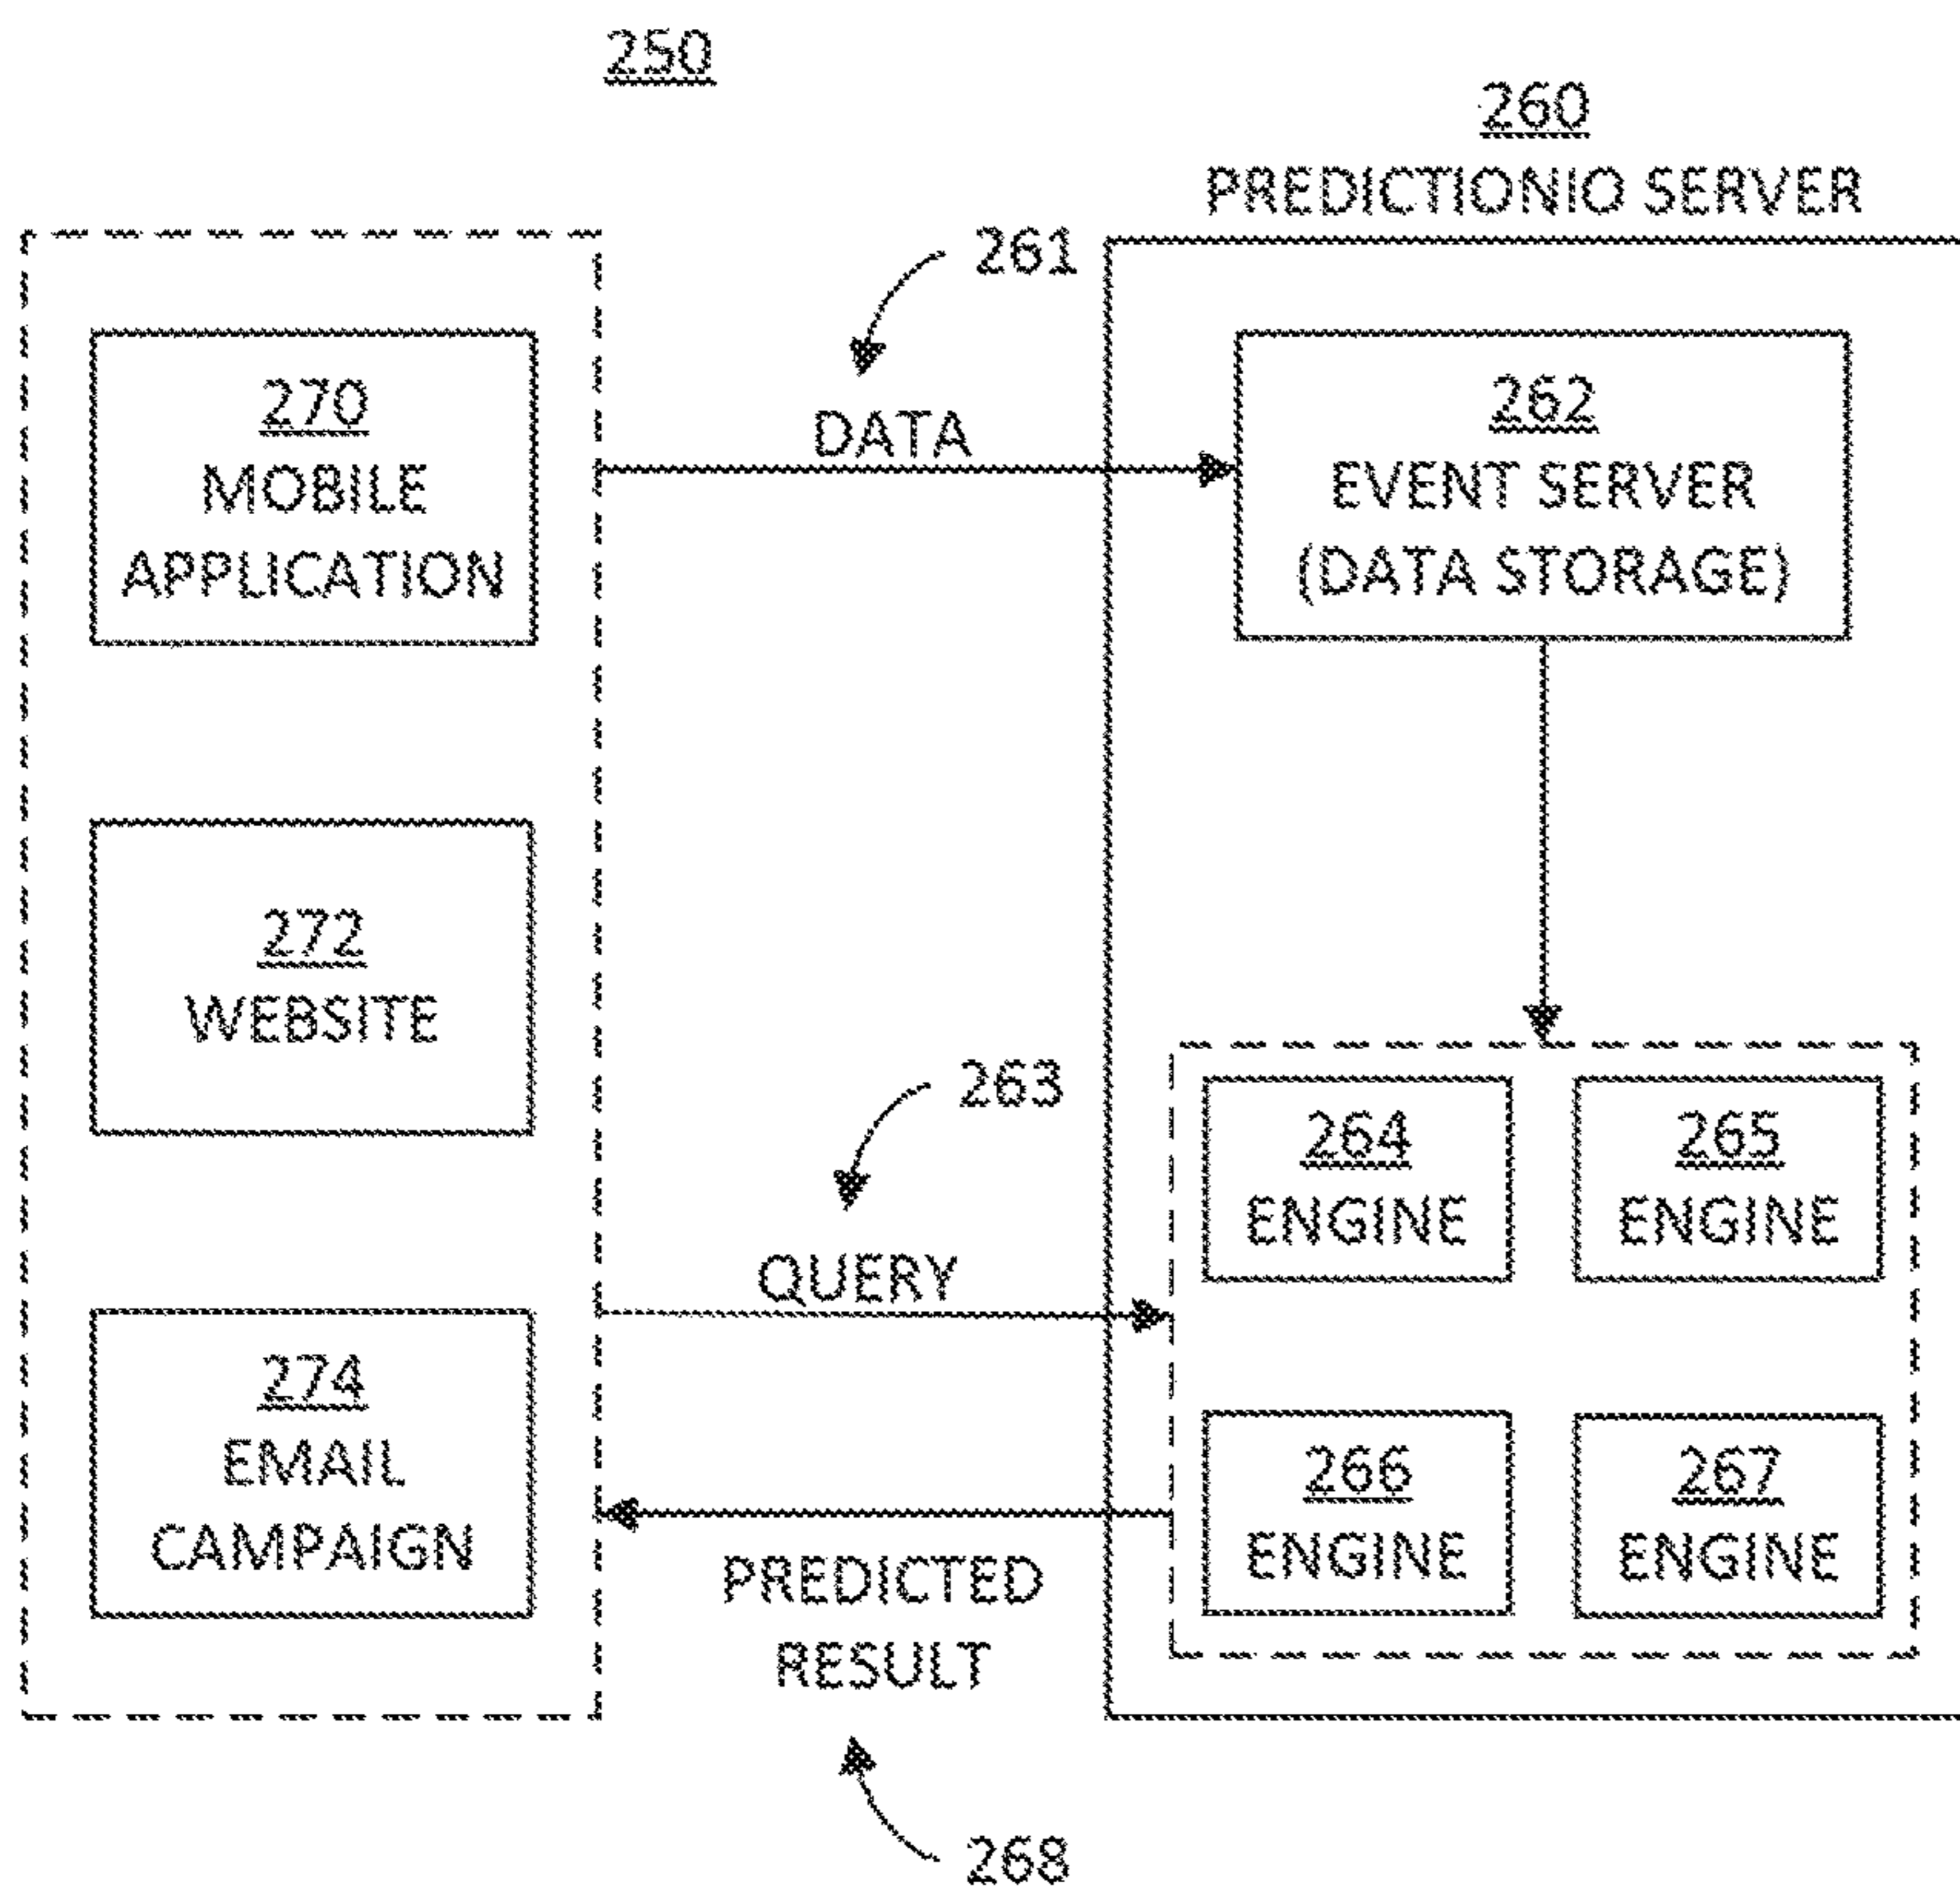 250
260
PREDICTIONIO SERVER
261
DATA
270
MOBILE
APPLICATION
262
EVENT SERVER
(DATA STORAGE)
272
WEBSITE
263
QUERY
264
ENGINE
265
ENGINE
274
EMAIL
CAMPAIGN
266
ENGINE
267
ENGINE
PREDICTED
RESULT
268